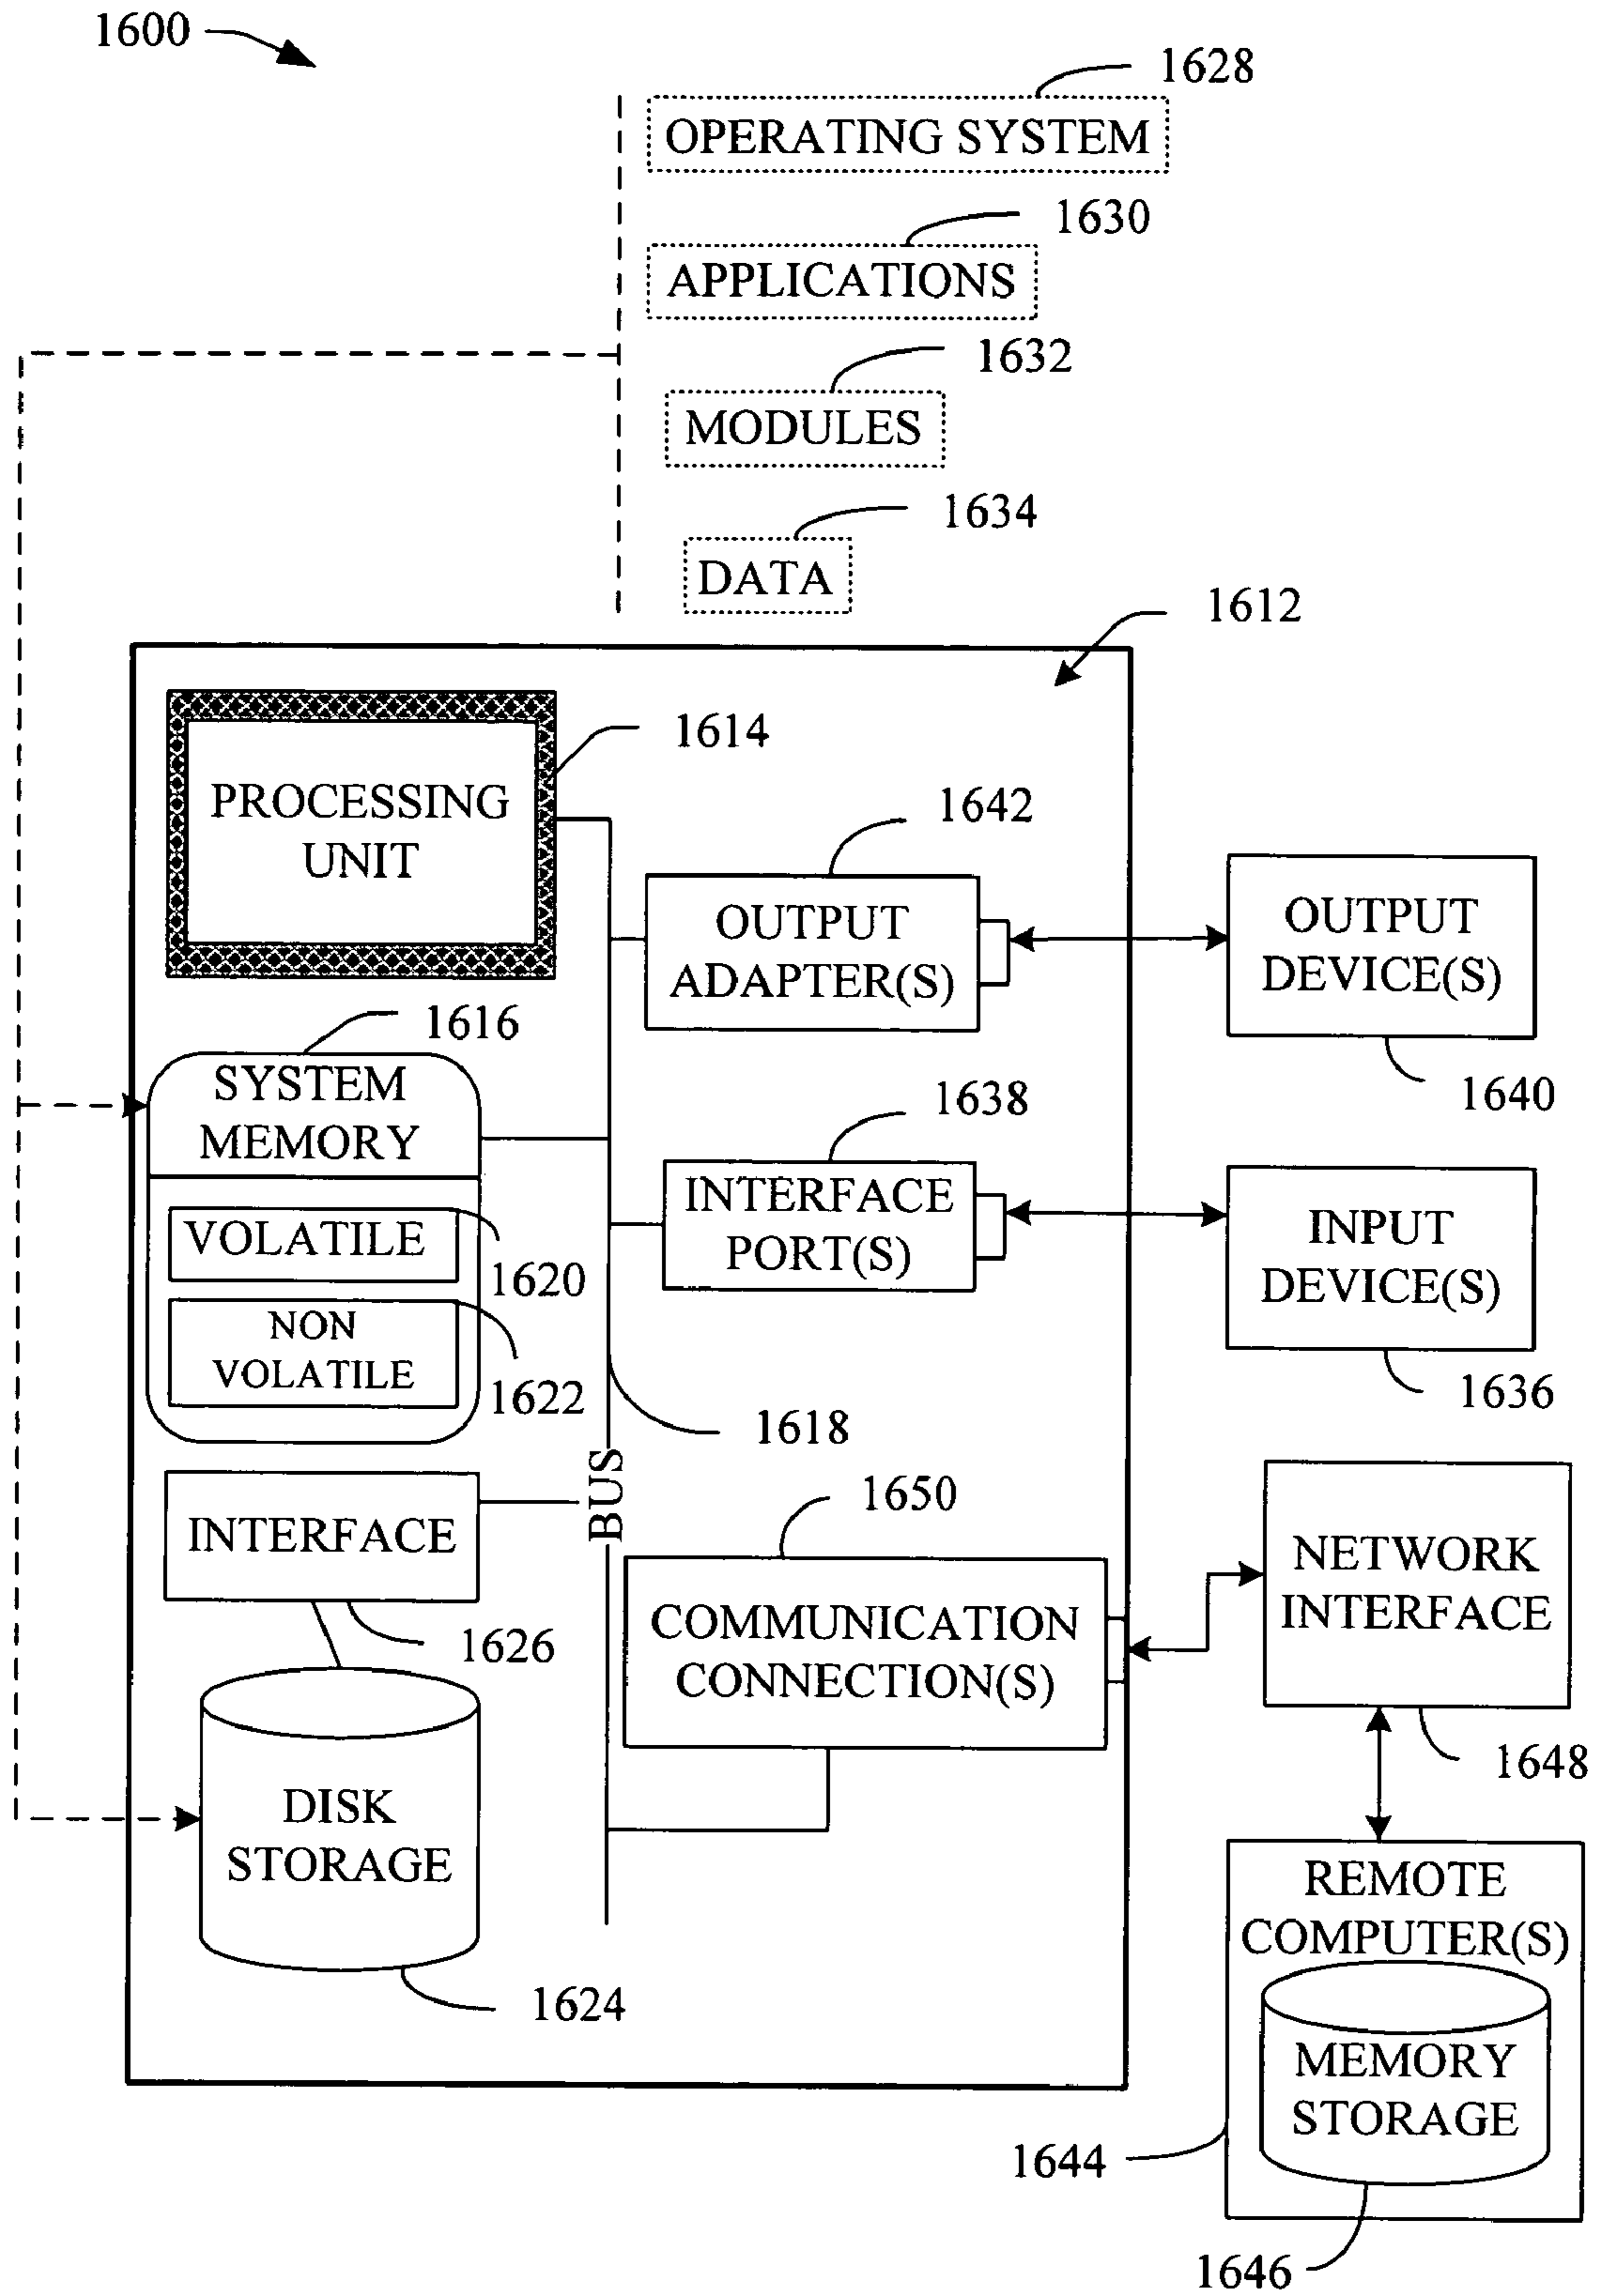 1600
1628
OPERATING SYSTEM
1630
APPLICATIONS
1632
MODULES
1634
DATA
1612
1614
PROCESSING
UNIT
1642
OUTPUT
ADAPTER(S)
OUTPUT
DEVICE(S)
1640
1616
SYSTEM
MEMORY
1638
INTERFACE
PORT(S)
INPUT
DEVICE(S)
1636
VOLATILE
1620
NON
VOLATILE
1622
1618
BUS
INTERFACE
1626
1650
COMMUNICATION
CONNECTION(S)
NETWORK
INTERFACE
1648
DISK
STORAGE
1624
REMOTE
COMPUTER(S)
MEMORY
STORAGE
1644
1646